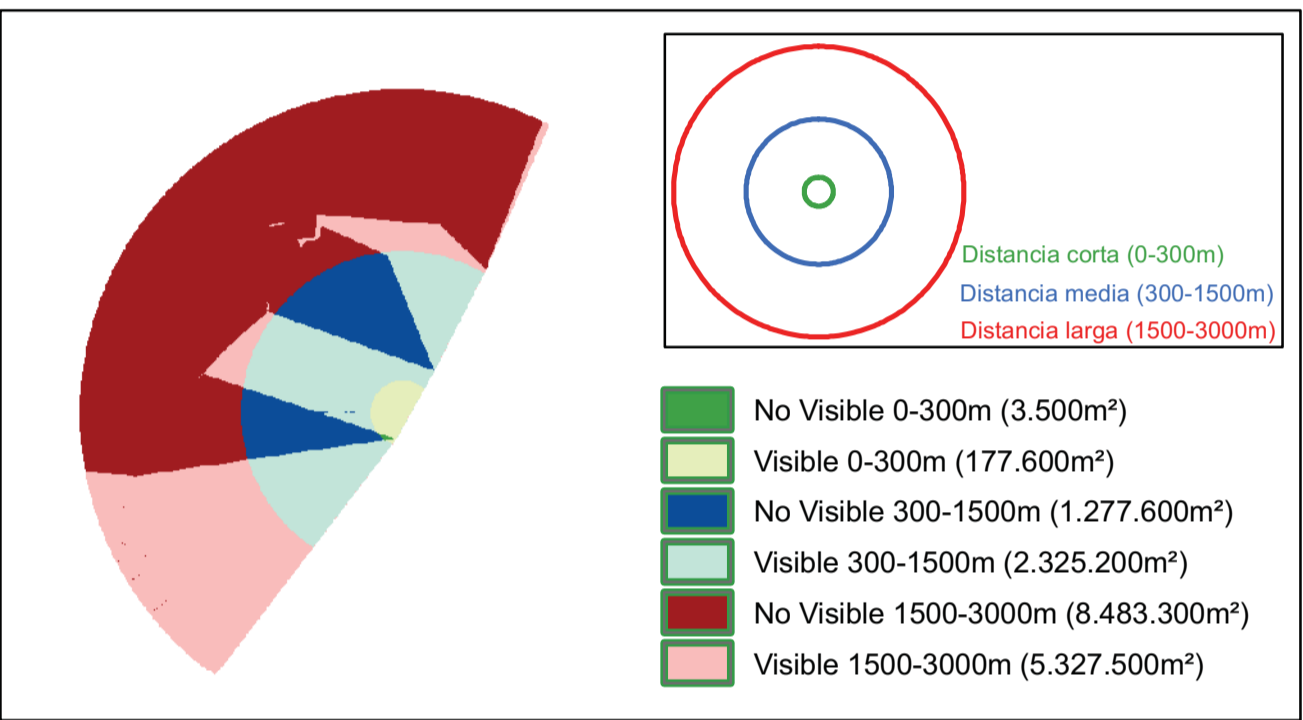 Distancia corta (0-300m)
Distancia media (300-1500m)
Distancia larga (1500-3000m)
No Visible 0-300m (3.500m²)
Visible 0-300m (177.600m²)
No Visible 300-1500m (1.277.600m²)
Visible 300-1500m (2.325.200m²)
No Visible 1500-3000m (8.483.300m²)
Visible 1500-3000m (5.327.500m²)